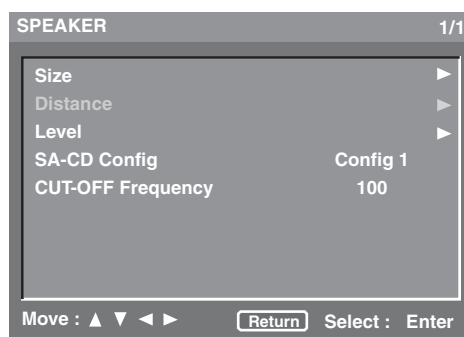 SPEAKER 1/1
Size ►
Distance ►
Level ►
SA-CD Config Config 1
CUT-OFF Frequency 100
Move : ▲ ▼ ◄ ► Return Select : Enter